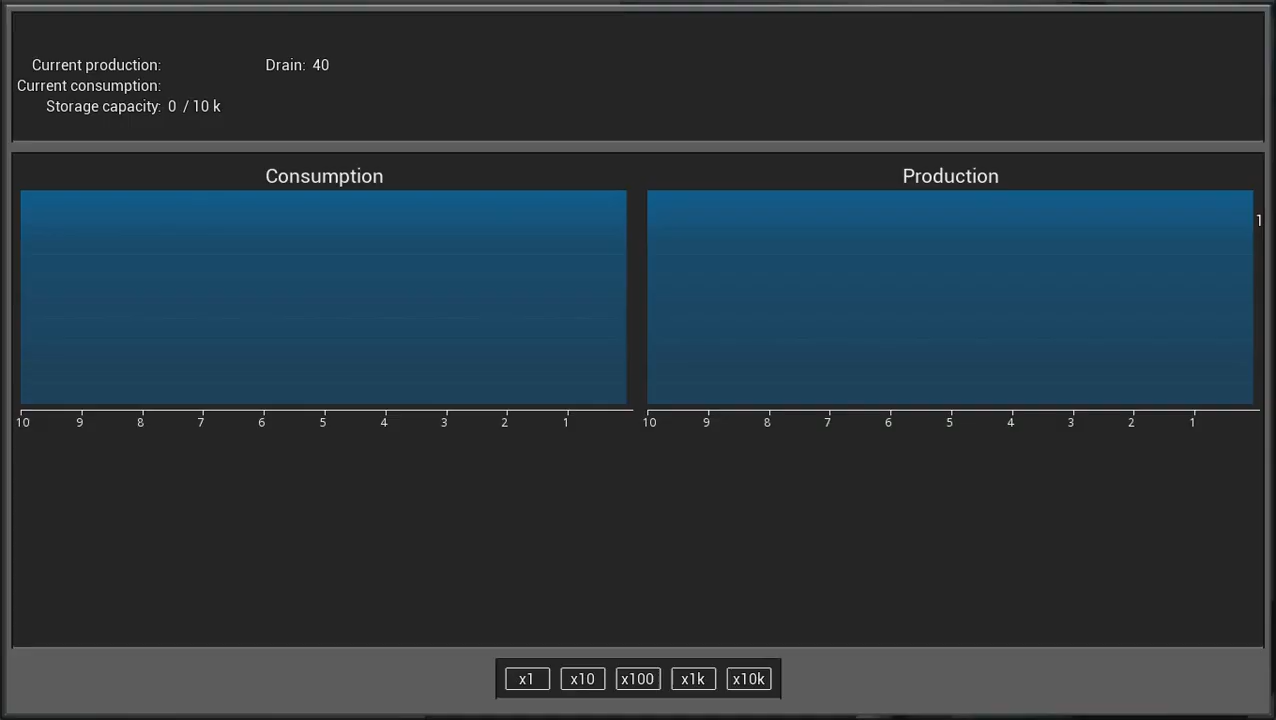 Current production: Drain: 40
Current consumption:
Storage capacity: 0 / 10 k
Consumption Production
1
10 9 8 7 6 5 4 3 2 1 10 9 8 7 6 5 4 3 2 1
x1 x10 x100 x1k x10k